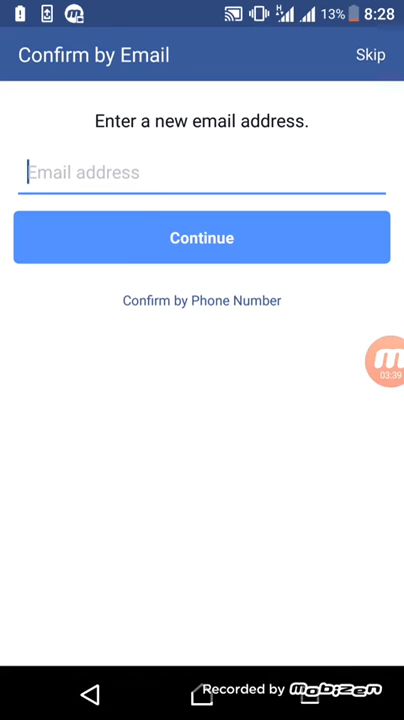 H 13% 8:28
Confirm by Email Skip
Enter a new email address.
Email address
Continue
Confirm by Phone Number
03:39
Recorded by mobizen